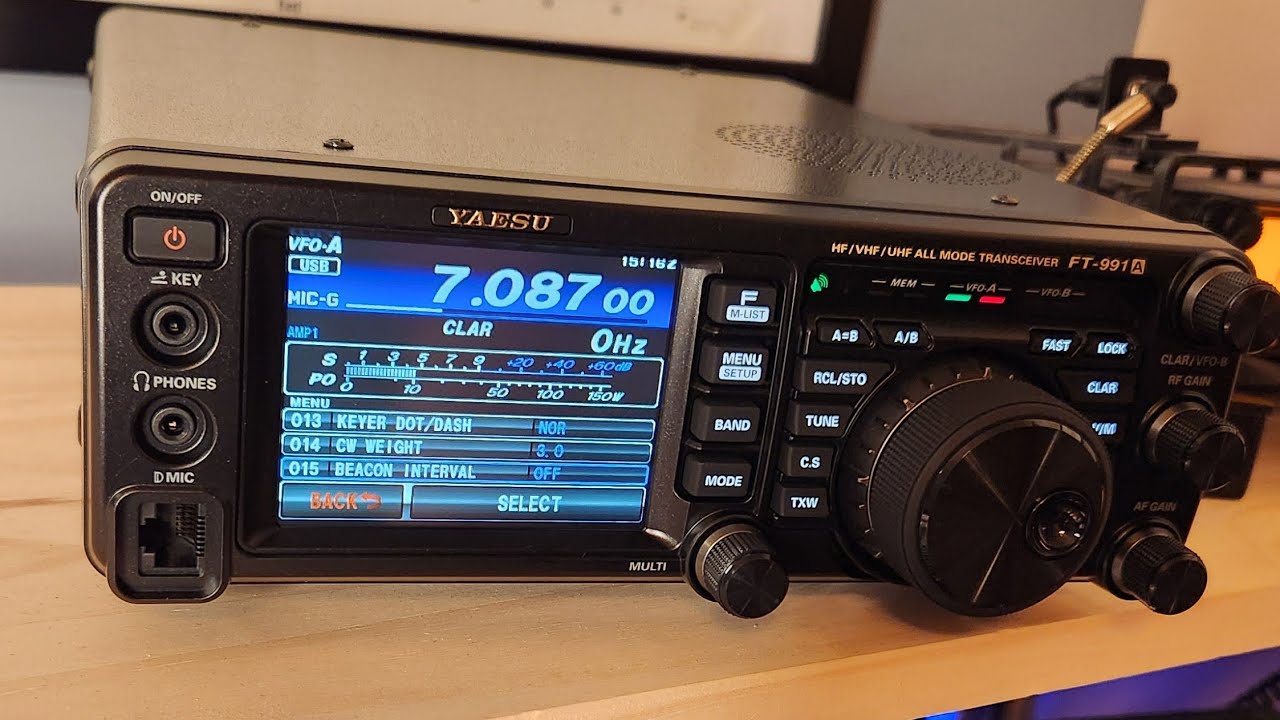 ON/OFF
KEY
PHONES
MIC
YAESU
VFO-A
15:16Z
USB
7.087 00
MIC-G
CLAR
0Hz
AMP1
S 1 3 5 7 9 +20 +40 +60dB
PO 0 10 50 100 150W
MENU
013 KEYER DOT/DASH NOR
014 CW WEIGHT 3.0
015 BEACON INTERVAL OFF
BACK SELECT
MULTI
F
M-LIST
MENU
SETUP
BAND
MODE
HF/VHF/UHF ALL MODE TRANSCEIVER FT-991A
MEM VFO-A VFO-B
A=B A/B
FAST LOCK
RCL/STO
CLAR
TUNE
C.S
TXW
CLAR/VFO-B
RF GAIN
AF GAIN